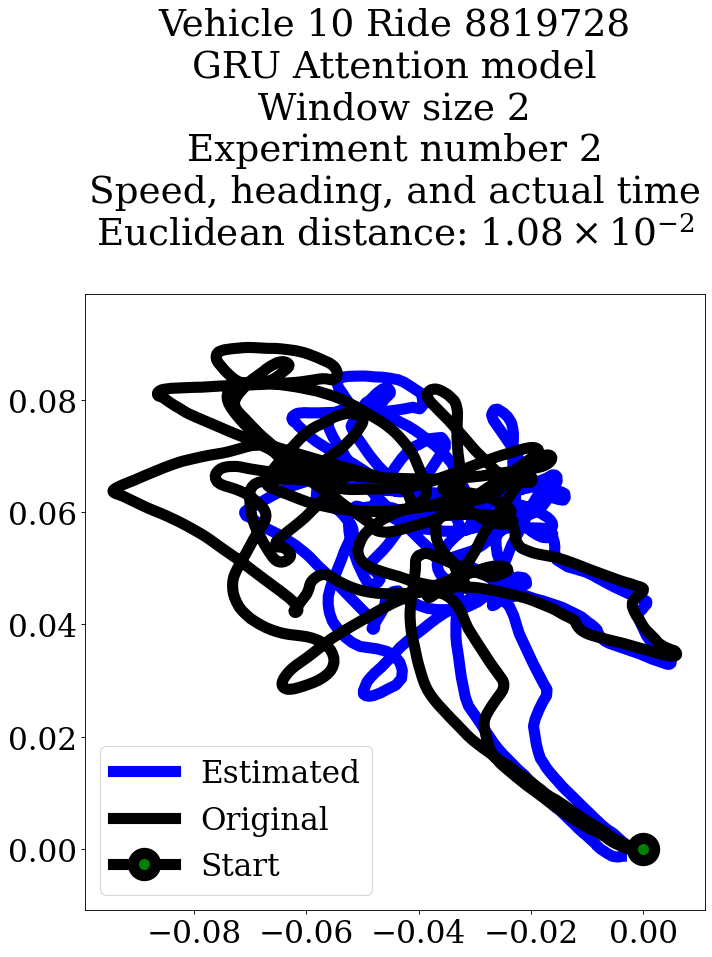 Vehicle 10 Ride 8819728
GRU Attention model
Window size 2
Experiment number 2
Speed, heading, and actual time
Euclidean distance: 1.08 × 10⁻²
0.08
0.06
0.04
0.02
0.00
Estimated
Original
Start
−0.08 −0.06 −0.04 −0.02 0.00